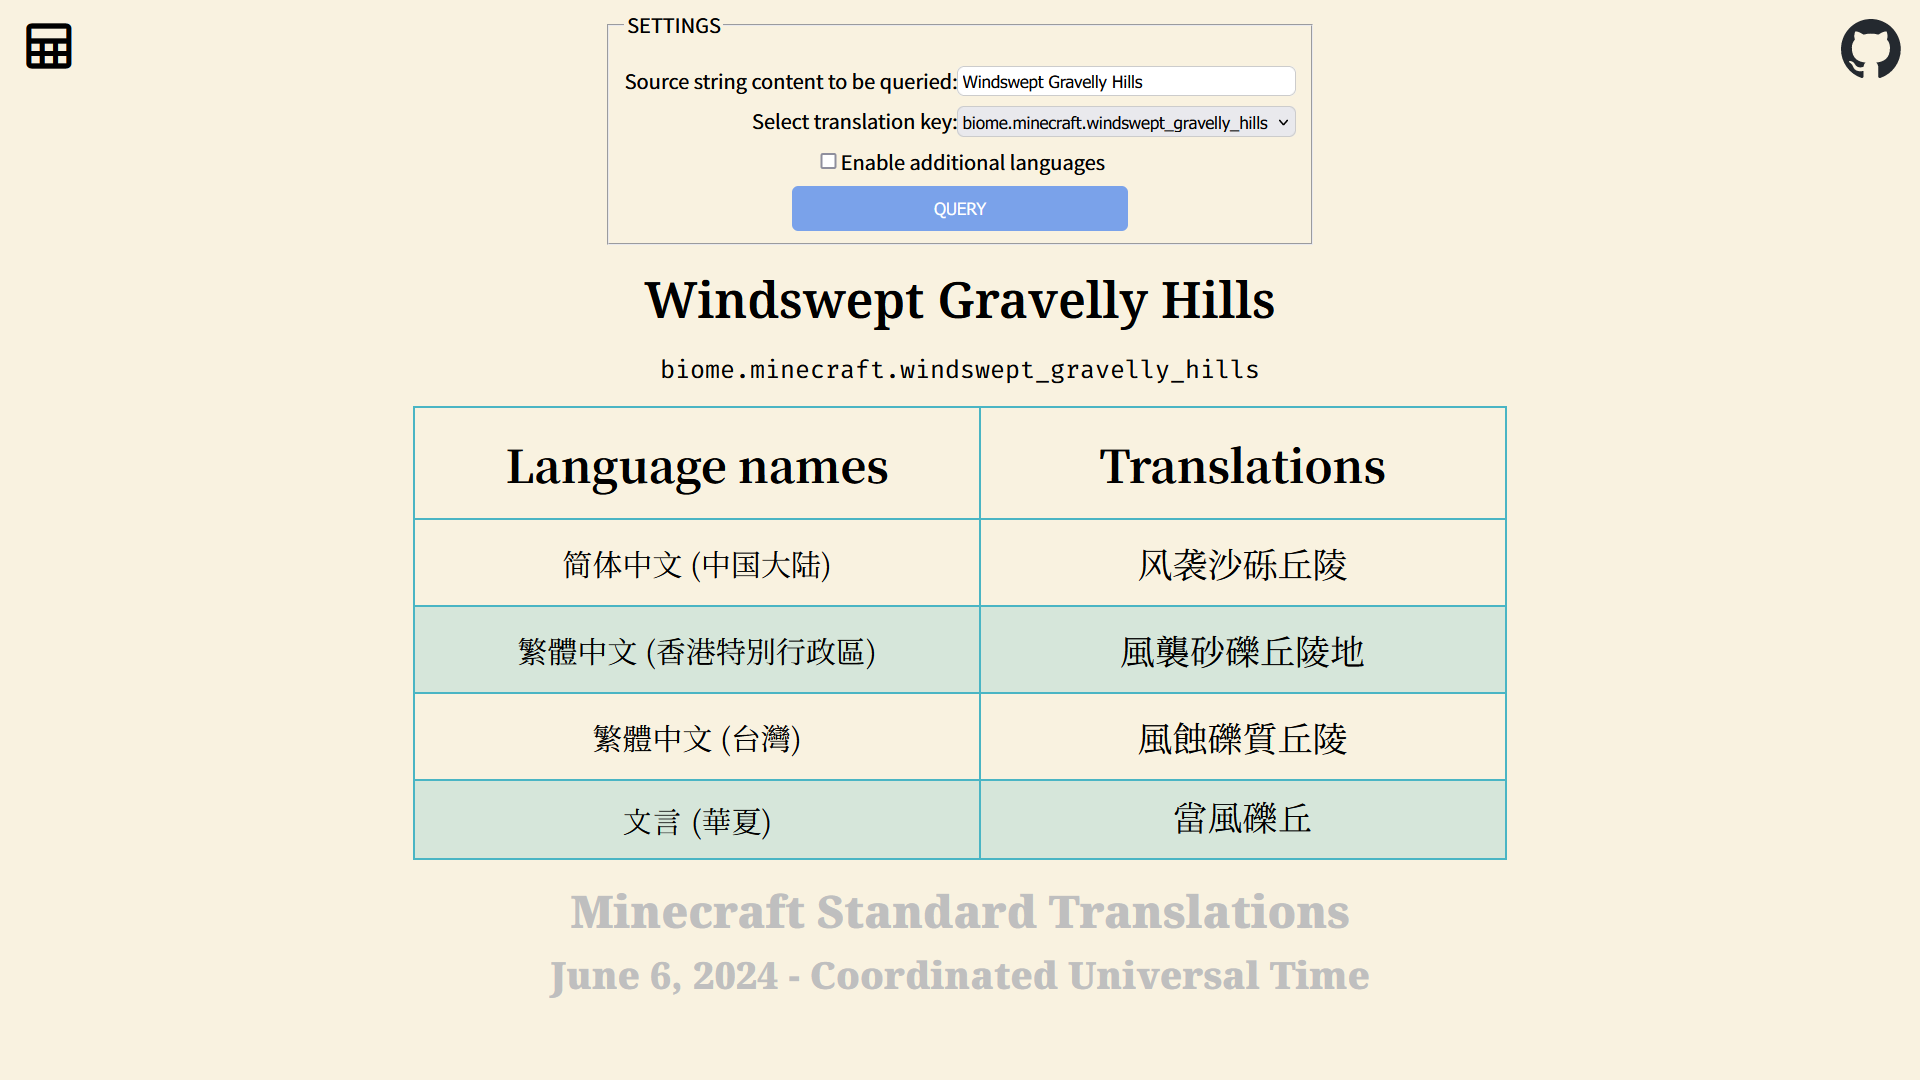 SETTINGS
Source string content to be queried: Windswept Gravelly Hills
Select translation key: biome.minecraft.windswept_gravelly_hills
Enable additional languages
QUERY
Windswept Gravelly Hills
biome.minecraft.windswept_gravelly_hills
Language names Translations
简体中文 (中国大陆) 风袭沙砾丘陵
繁體中文 (香港特別行政區) 風襲砂礫丘陵地
繁體中文 (台灣) 風蝕礫質丘陵
文言 (華夏) 當風礫丘
Minecraft Standard Translations
June 6, 2024 - Coordinated Universal Time